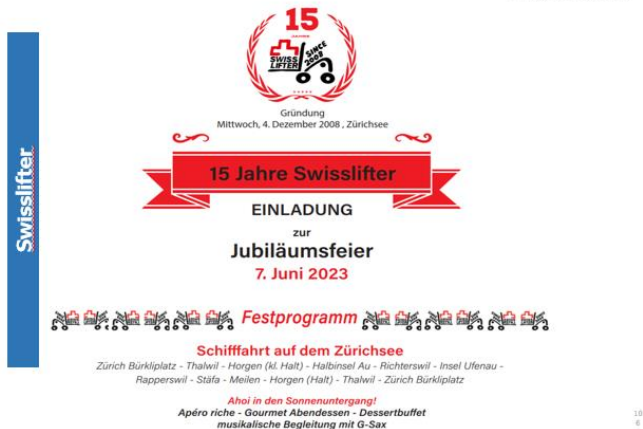 15
SWISS
LIFTER
SINCE
2008
Gründung
Mittwoch, 4. Dezember 2008 , Zürichsee
Swisslifter
15 Jahre Swisslifter
EINLADUNG
zur
Jubiläumsfeier
7. Juni 2023
Festprogramm
Schifffahrt auf dem Zürichsee
Zürich Bürkliplatz - Thalwil - Horgen (kl. Halt) - Halbinsel Au - Richterswil - Insel Ufenau -
Rapperswil - Stäfa - Meilen - Horgen (Halt) - Thalwil - Zürich Bürkliplatz
Ahoi in den Sonnenuntergang!
Apéro riche - Gourmet Abendessen - Dessertbuffet
musikalische Begleitung mit G-Sax
10
6